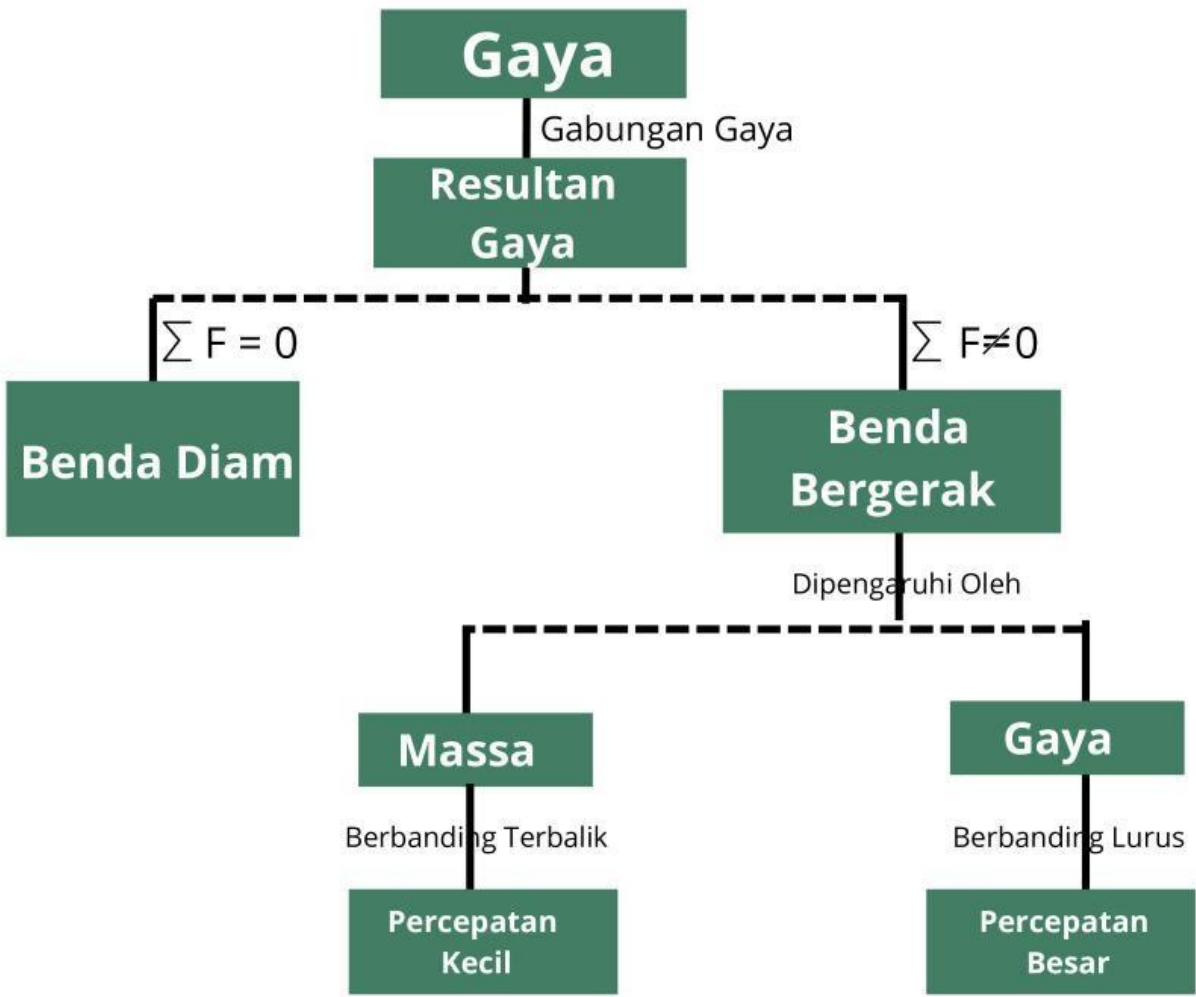 Gaya
Gabungan Gaya
Resultan
Gaya
∑ F = 0
∑ F≠0
Benda Diam
Benda
Bergerak
Dipengaruhi Oleh
Massa
Gaya
Berbanding Terbalik
Berbanding Lurus
Percepatan
Kecil
Percepatan
Besar